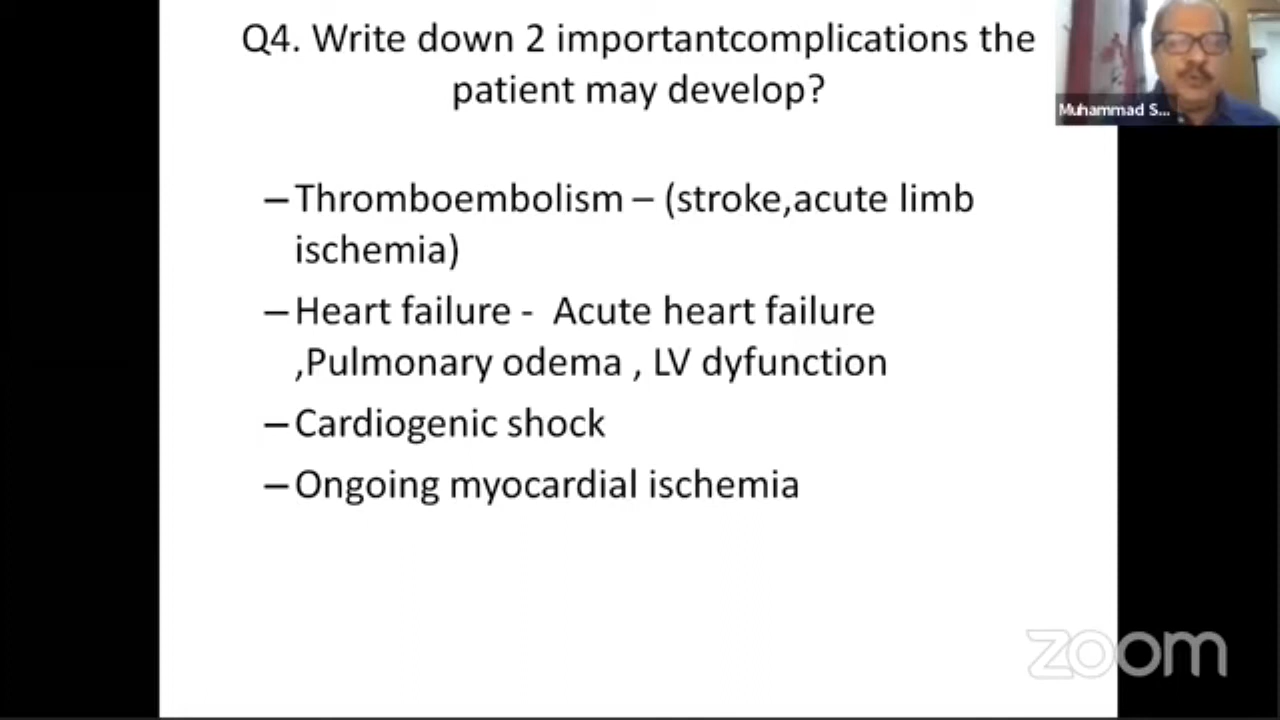 Q4. Write down 2 importantcomplications the
patient may develop?
Muhammad S...
– Thromboembolism – (stroke,acute limb
ischemia)
– Heart failure - Acute heart failure
,Pulmonary odema , LV dyfunction
– Cardiogenic shock
– Ongoing myocardial ischemia
zoom